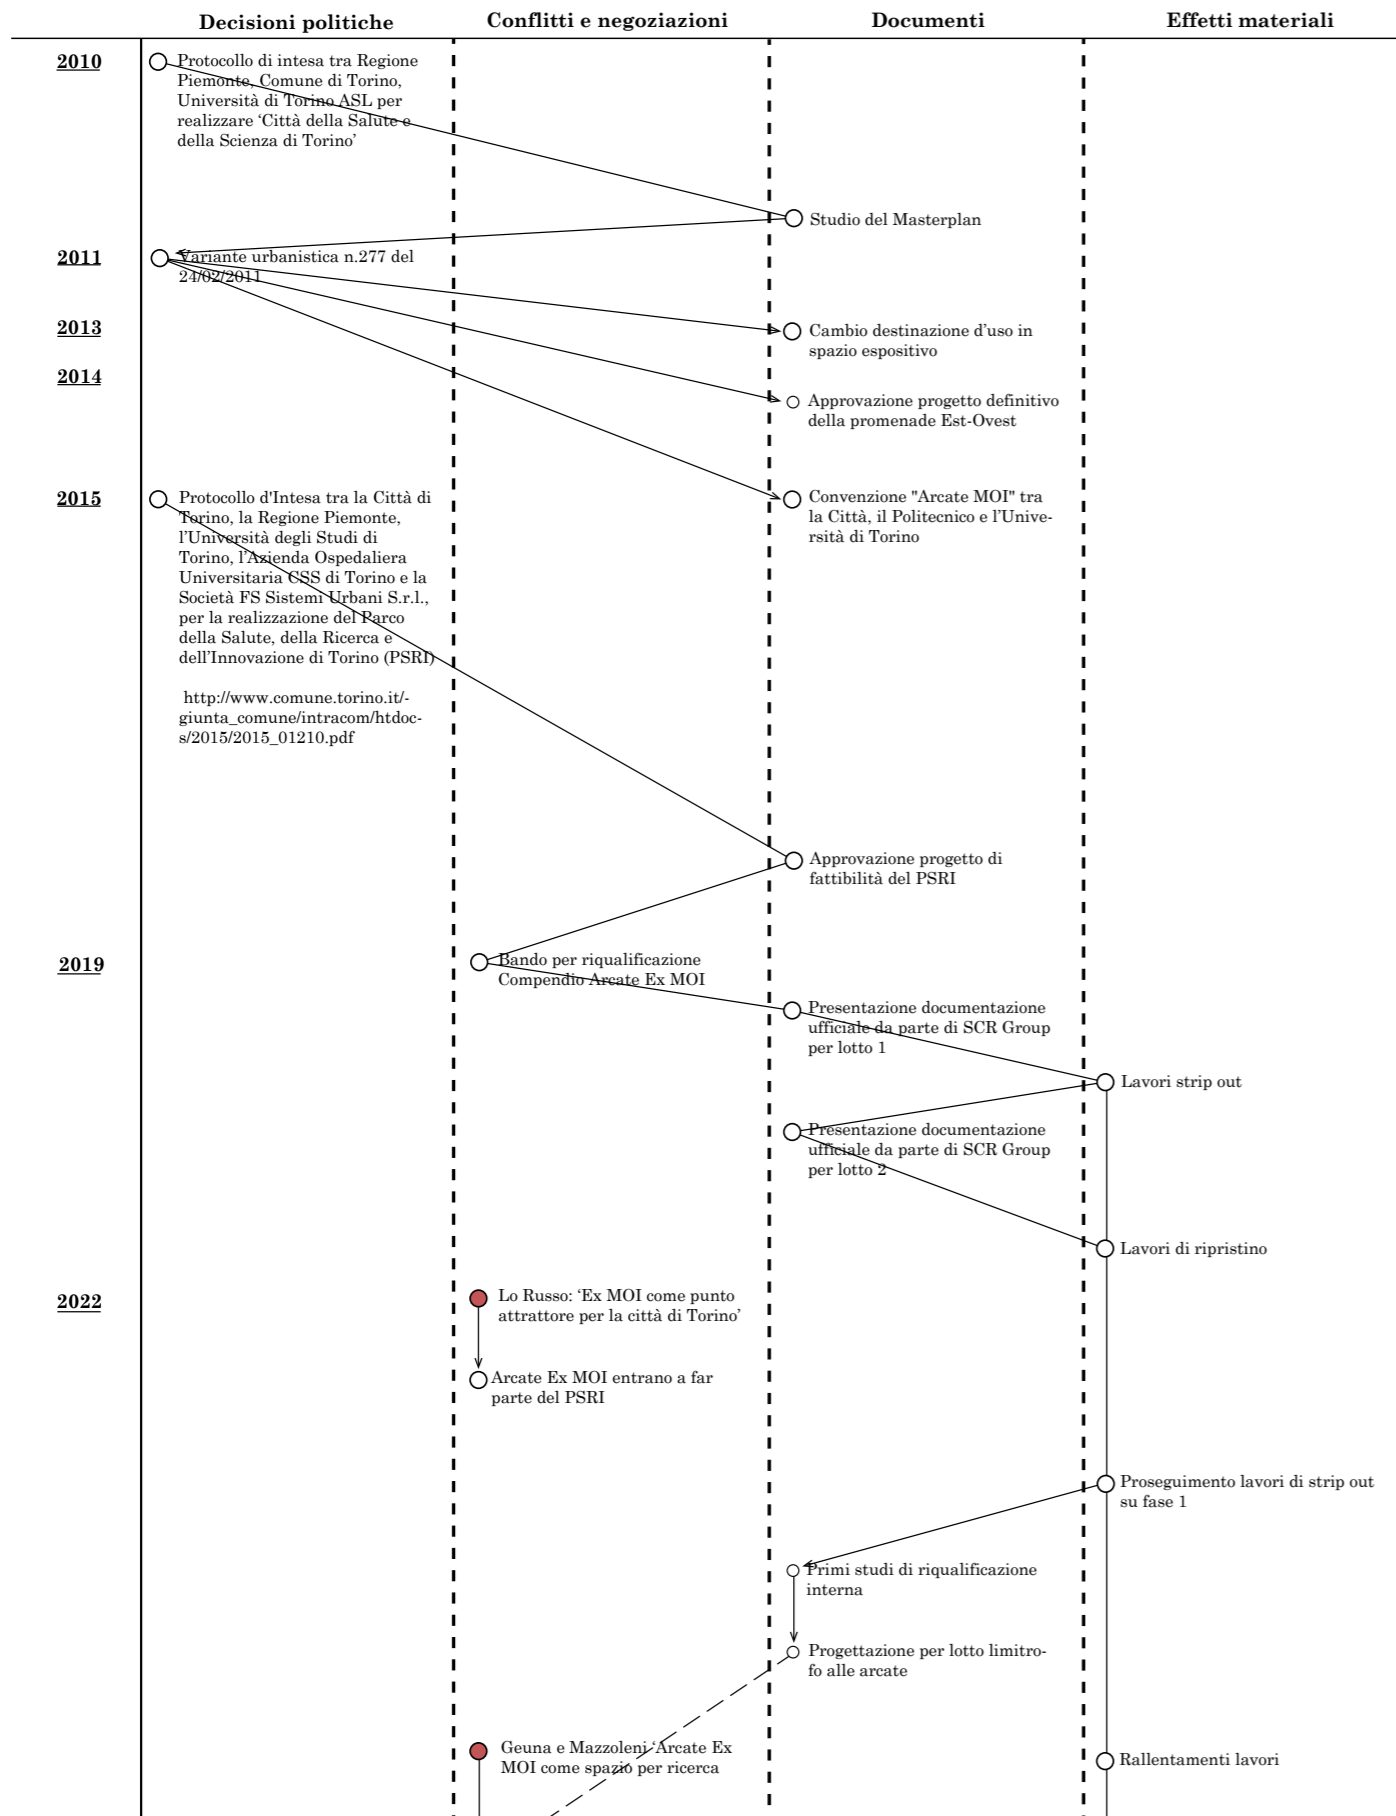 Decisioni politiche
Conflitti e negoziazioni
Documenti
Effetti materiali
2010
Protocollo di intesa tra Regione
Piemonte, Comune di Torino,
Università di Torino ASL per
realizzare ‘Città della Salute e
della Scienza di Torino’
Studio del Masterplan
2011
Variante urbanistica n.277 del
24/02/2011
2013
Cambio destinazione d’uso in
spazio espositivo
2014
Approvazione progetto definitivo
della promenade Est-Ovest
2015
Protocollo d'Intesa tra la Città di
Torino, la Regione Piemonte,
l’Università degli Studi di
Torino, l’Azienda Ospedaliera
Universitaria CSS di Torino e la
Società FS Sistemi Urbani S.r.l.,
per la realizzazione del Parco
della Salute, della Ricerca e
dell’Innovazione di Torino (PSRI)
http://www.comune.torino.it/-
giunta_comune/intracom/htdoc-
s/2015/2015_01210.pdf
Convenzione "Arcate MOI" tra
la Città, il Politecnico e l’Unive-
rsità di Torino
Approvazione progetto di
fattibilità del PSRI
2019
Bando per riqualificazione
Compendio Arcate Ex MOI
Presentazione documentazione
ufficiale da parte di SCR Group
per lotto 1
Lavori strip out
Presentazione documentazione
ufficiale da parte di SCR Group
per lotto 2
Lavori di ripristino
2022
Lo Russo: ‘Ex MOI come punto
attrattore per la città di Torino’
Arcate Ex MOI entrano a far
parte del PSRI
Proseguimento lavori di strip out
su fase 1
Primi studi di riqualificazione
interna
Progettazione per lotto limitro-
fo alle arcate
Geuna e Mazzoleni ‘Arcate Ex
MOI come spazio per ricerca
Rallentamenti lavori